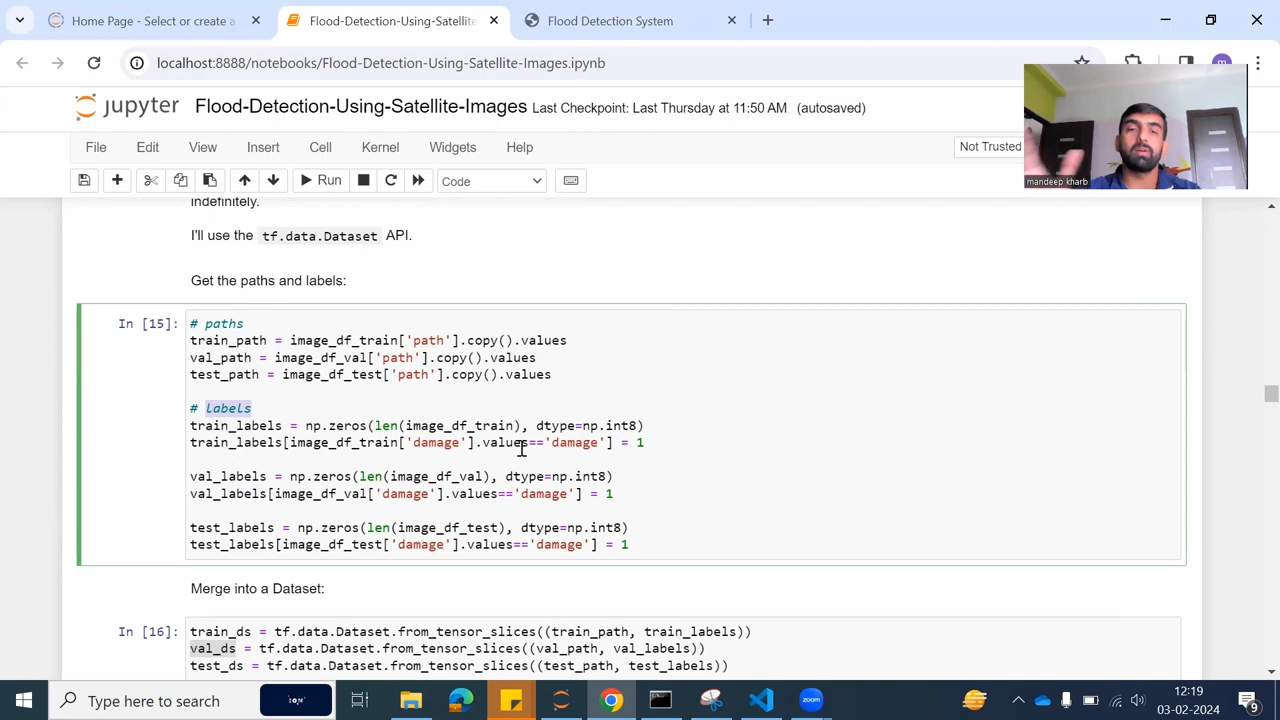 Home Page - Select or create a
Flood-Detection-Using-Satellite-
Flood Detection System
localhost:8888/notebooks/Flood-Detection-Using-Satellite-Images.ipynb
jupyter
Flood-Detection-Using-Satellite-Images Last Checkpoint: Last Thursday at 11:50 AM (autosaved)
File Edit View Insert Cell Kernel Widgets Help
Not Trusted
mandeep kharb
Run
Code
indefinitely.
I'll use the tf.data.Dataset API.
Get the paths and labels:
In [15]:
# paths
train_path = image_df_train['path'].copy().values
val_path = image_df_val['path'].copy().values
test_path = image_df_test['path'].copy().values
# labels
train_labels = np.zeros(len(image_df_train), dtype=np.int8)
train_labels[image_df_train['damage'].values=='damage'] = 1
val_labels = np.zeros(len(image_df_val), dtype=np.int8)
val_labels[image_df_val['damage'].values=='damage'] = 1
test_labels = np.zeros(len(image_df_test), dtype=np.int8)
test_labels[image_df_test['damage'].values=='damage'] = 1
Merge into a Dataset:
In [16]:
train_ds = tf.data.Dataset.from_tensor_slices((train_path, train_labels))
val_ds = tf.data.Dataset.from_tensor_slices((val_path, val_labels))
test_ds = tf.data.Dataset.from_tensor_slices((test_path, test_labels))
Type here to search
zoom
12:19
03-02-2024
9